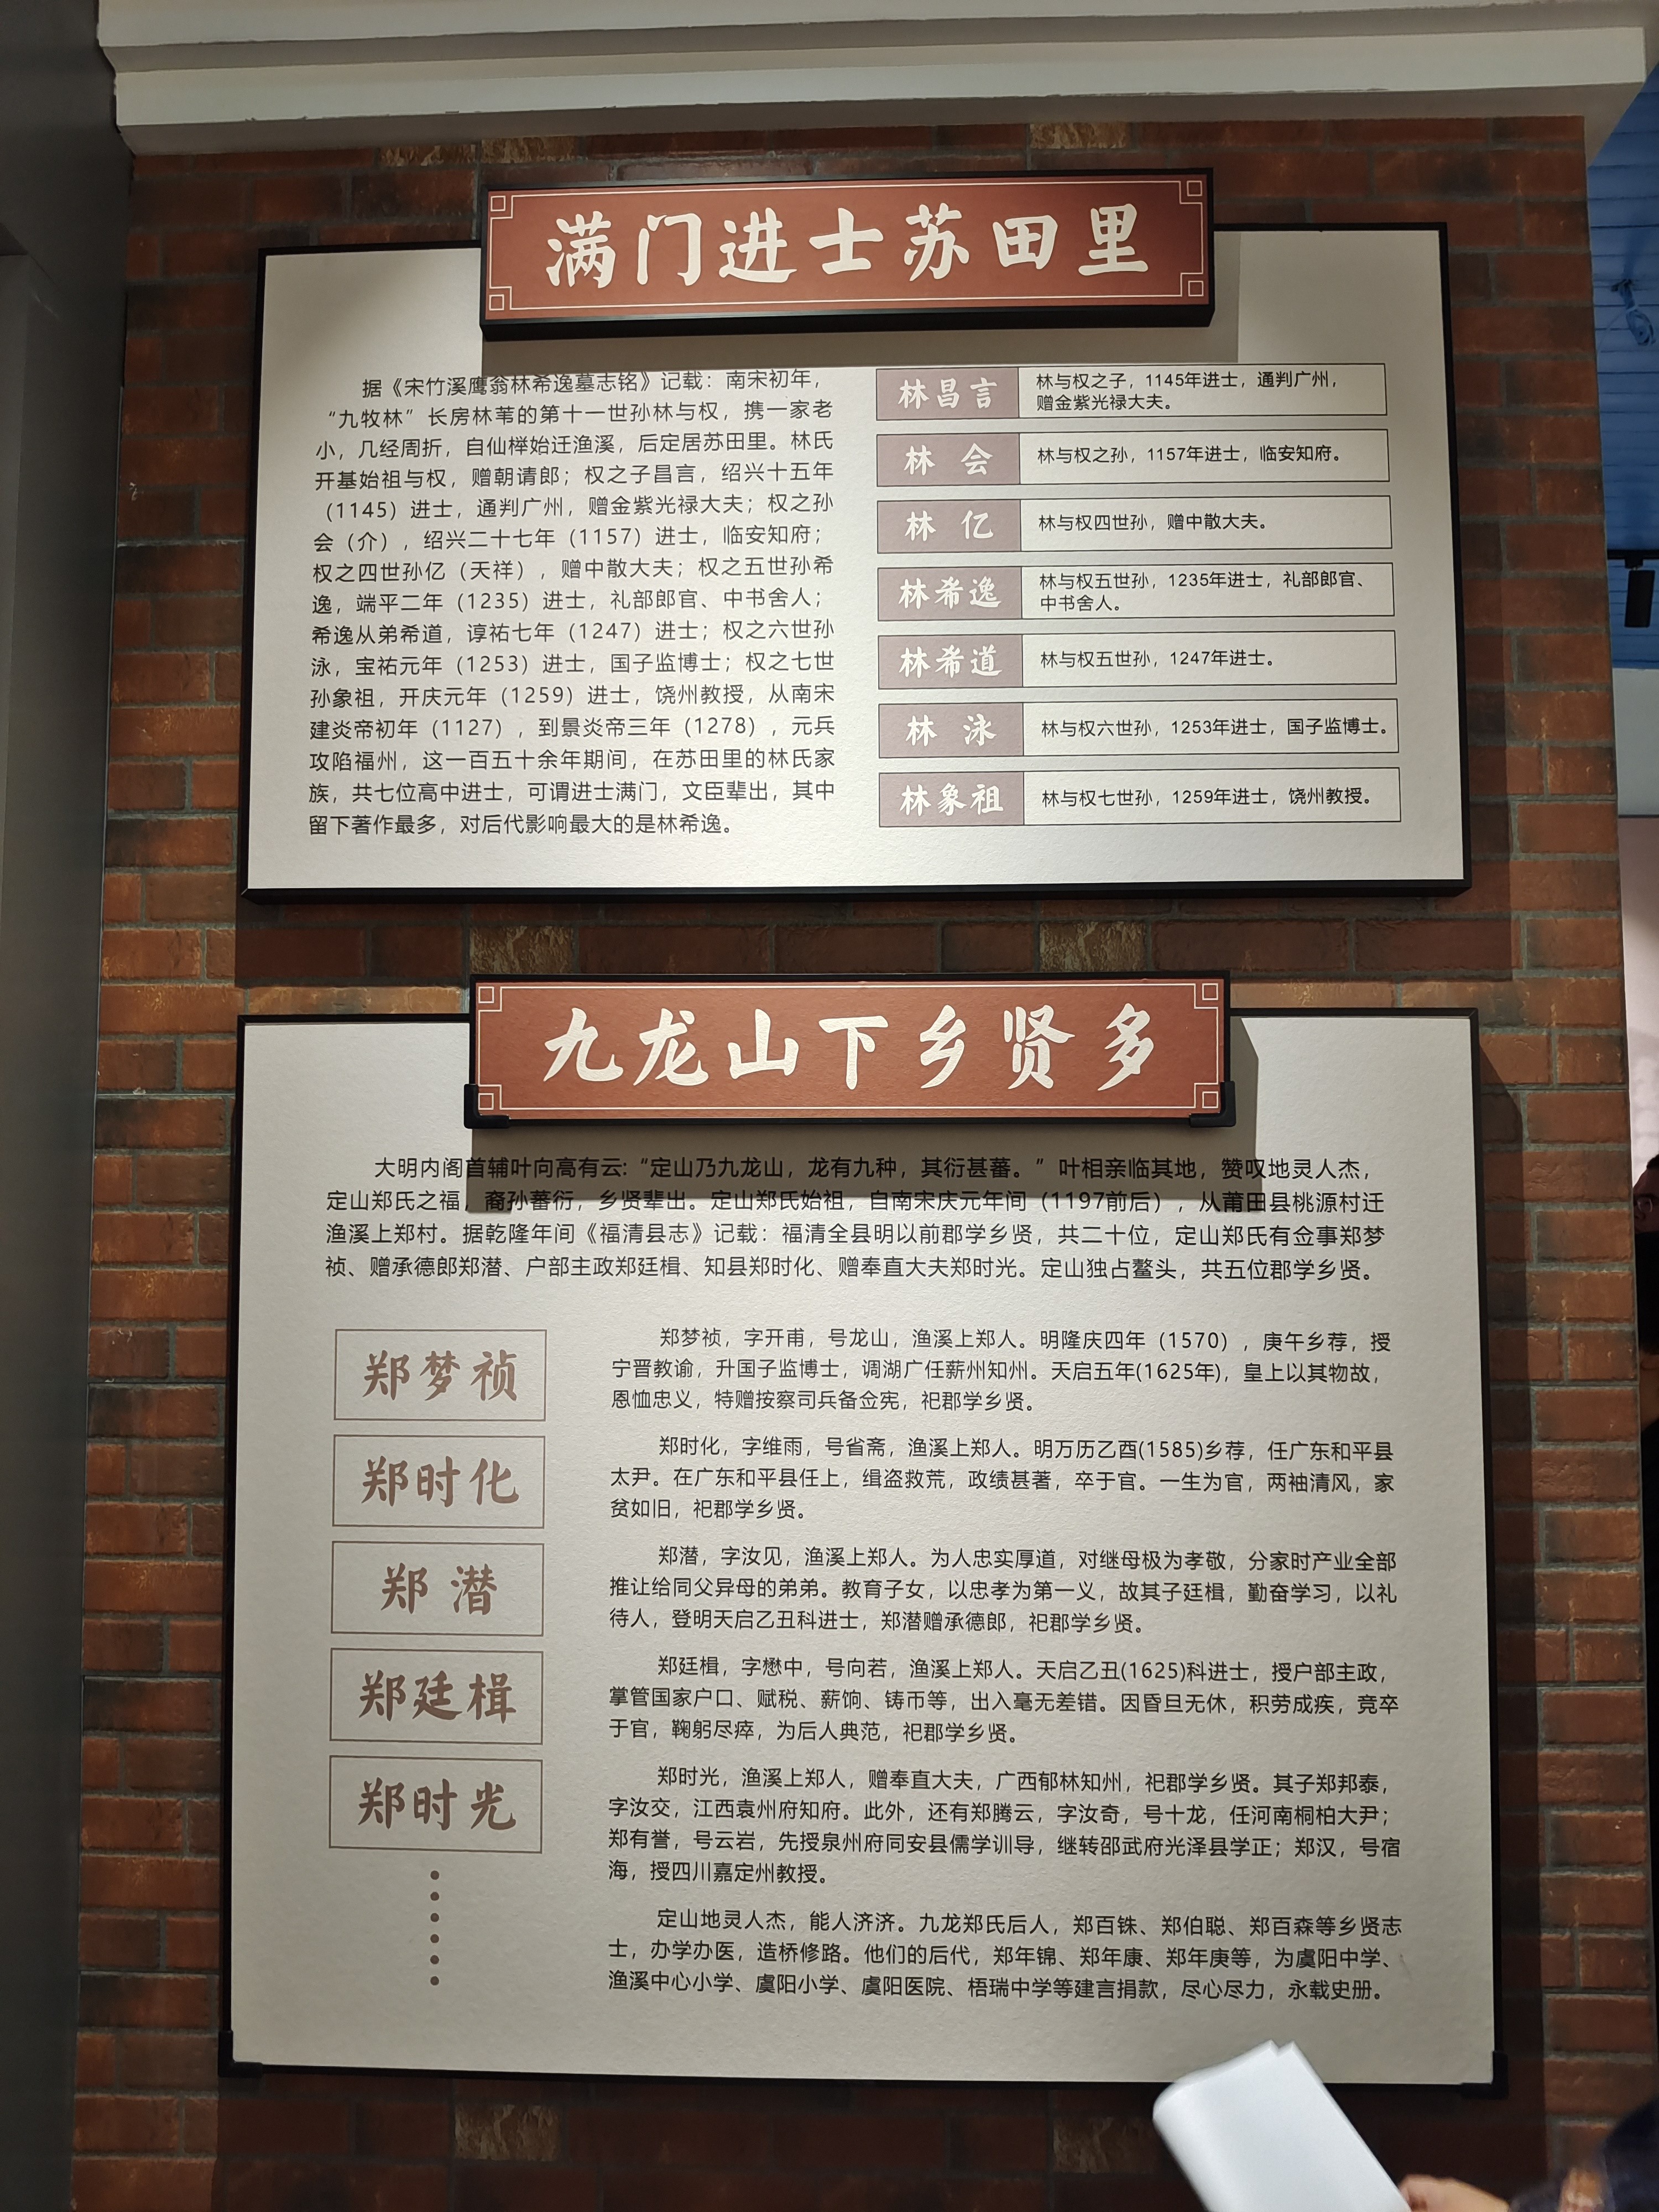 满门进士苏田里
据《宋竹溪鬳翁林希逸墓志铭》记载：南宋初年，
“九牧林”长房林苇的第十一世孙林与权，携一家老
小，几经周折，自仙榉始迁渔溪，后定居苏田里。林氏
开基始祖与权，赠朝请郎；权之子昌言，绍兴十五年
（1145）进士，通判广州，赠金紫光禄大夫；权之孙
会（介），绍兴二十七年（1157）进士，临安知府；
权之四世孙亿（天祥），赠中散大夫；权之五世孙希
逸，端平二年（1235）进士，礼部郎官、中书舍人；
希逸从弟希道，谆祐七年（1247）进士；权之六世孙
泳，宝祐元年（1253）进士，国子监博士；权之七世
孙象祖，开庆元年（1259）进士，饶州教授，从南宋
建炎帝初年（1127），到景炎帝三年（1278），元兵
攻陷福州，这一百五十余年期间，在苏田里的林氏家
族，共七位高中进士，可谓进士满门，文臣辈出，其中
留下著作最多，对后代影响最大的是林希逸。
林昌言
林与权之子，1145年进士，通判广州，
赠金紫光禄大夫。
林 会
林与权之孙，1157年进士，临安知府。
林 亿
林与权四世孙，赠中散大夫。
林希逸
林与权五世孙，1235年进士，礼部郎官、
中书舍人。
林希道
林与权五世孙，1247年进士。
林 泳
林与权六世孙，1253年进士，国子监博士。
林象祖
林与权七世孙，1259年进士，饶州教授。
九龙山下乡贤多
大明内阁首辅叶向高有云：“定山乃九龙山，龙有九种，其衍甚蕃。”叶相亲临其地，赞叹地灵人杰，
定山郑氏之福，裔孙蕃衍，乡贤辈出。定山郑氏始祖，自南宋庆元年间（1197前后），从莆田县桃源村迁
渔溪上郑村。据乾隆年间《福清县志》记载：福清全县明以前郡学乡贤，共二十位，定山郑氏有佥事郑梦
祯、赠承德郎郑潜、户部主政郑廷楫、知县郑时化、赠奉直大夫郑时光。定山独占鳌头，共五位郡学乡贤。
郑梦祯
郑梦祯，字开甫，号龙山，渔溪上郑人。明隆庆四年（1570），庚午乡荐，授
宁晋教谕，升国子监博士，调湖广任薪州知州。天启五年(1625年)，皇上以其物故，
恩恤忠义，特赠按察司兵备佥宪，祀郡学乡贤。
郑时化
郑时化，字维雨，号省斋，渔溪上郑人。明万历乙酉(1585)乡荐，任广东和平县
太尹。在广东和平县任上，缉盗救荒，政绩甚著，卒于官。一生为官，两袖清风，家
贫如旧，祀郡学乡贤。
郑 潜
郑潜，字汝见，渔溪上郑人。为人忠实厚道，对继母极为孝敬，分家时产业全部
推让给同父异母的弟弟。教育子女，以忠孝为第一义，故其子廷楫，勤奋学习，以礼
待人，登明天启乙丑科进士，郑潜赠承德郎，祀郡学乡贤。
郑廷楫
郑廷楫，字懋中，号向若，渔溪上郑人。天启乙丑(1625)科进士，授户部主政，
掌管国家户口、赋税、薪饷、铸币等，出入毫无差错。因昏旦无休，积劳成疾，竞卒
于官，鞠躬尽瘁，为后人典范，祀郡学乡贤。
郑时光
郑时光，渔溪上郑人，赠奉直大夫，广西郁林知州，祀郡学乡贤。其子郑邦泰，
字汝交，江西袁州府知府。此外，还有郑腾云，字汝奇，号十龙，任河南桐柏大尹；
郑有誉，号云岩，先授泉州府同安县儒学训导，继转邵武府光泽县学正；郑汉，号宿
海，授四川嘉定州教授。
定山地灵人杰，能人济济。九龙郑氏后人，郑百铢、郑伯聪、郑百森等乡贤志
士，办学办医，造桥修路。他们的后代，郑年锦、郑年康、郑年庚等，为虞阳中学、
渔溪中心小学、虞阳小学、虞阳医院、梧瑞中学等建言捐款，尽心尽力，永载史册。